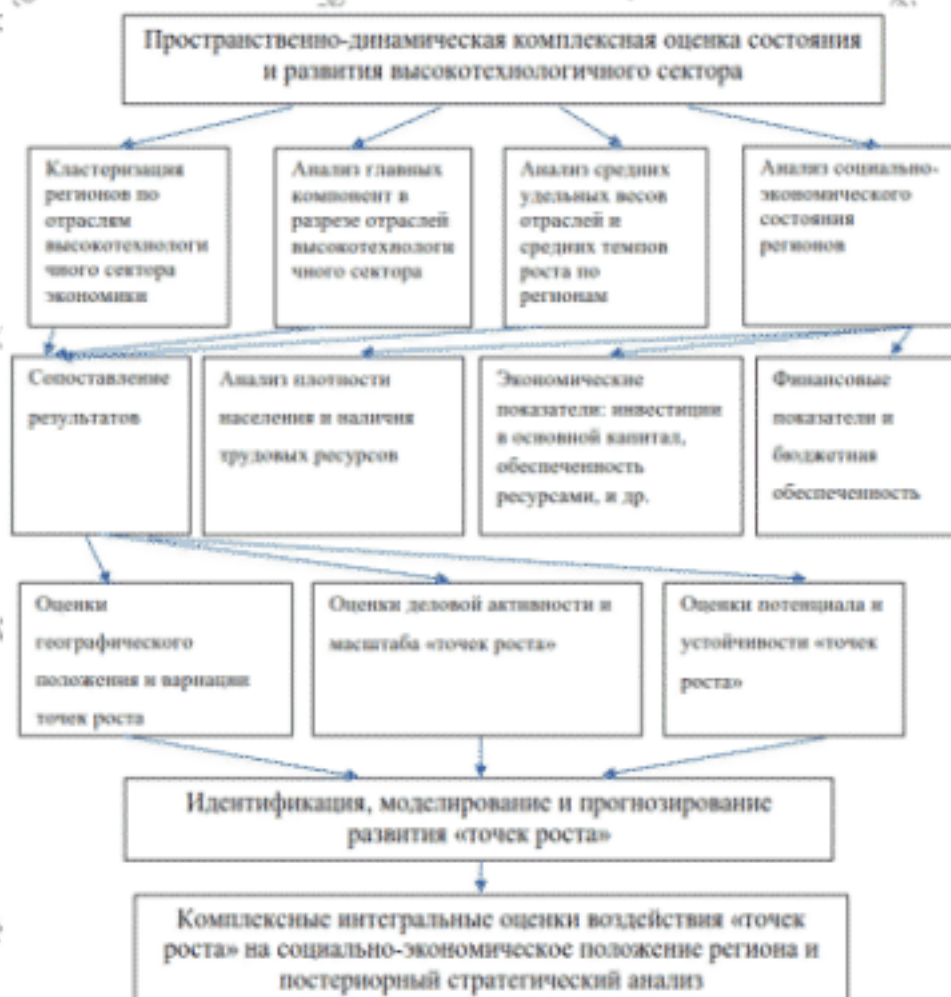 Пространственно-динамическая комплексная оценка состояния
и развития высокотехнологичного сектора
Кластеризация
регионов по
отраслям
высокотехнологи
чного сектора
экономики
Анализ главных
компонент в
разрезе отраслей
высокотехнологи
чного сектора
Анализ средних
удельных весов
отраслей и
средних темпов
роста по
регионам
Анализ социально-
экономического
состояния
регионов
Сопоставление
результатов
Анализ плотности
населения и наличия
трудовых ресурсов
Экономические
показатели: инвестиции
в основной капитал,
обеспеченность
ресурсами, и др.
Финансовые
показатели и
бюджетная
обеспеченность
Оценки
географического
положения и вариации
точек роста
Оценки деловой активности и
масштаба «точек роста»
Оценки потенциала и
устойчивости «точек
роста»
Идентификация, моделирование и прогнозирование
развития «точек роста»
Комплексные интегральные оценки воздействия «точек
роста» на социально-экономическое положение региона и
постериорный стратегический анализ